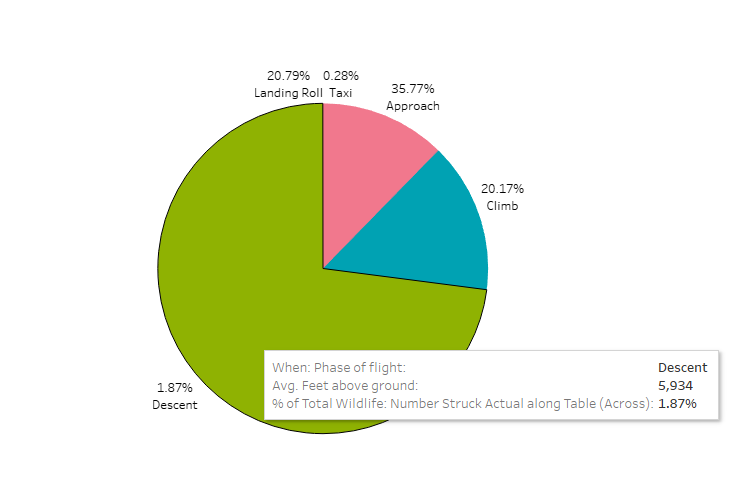 20.79% 0.28%
Landing Roll Taxi
35.77%
Approach
20.17%
Climb
1.87%
Descent
When: Phase of flight: Descent
Avg. Feet above ground: 5,934
% of Total Wildlife: Number Struck Actual along Table (Across): 1.87%